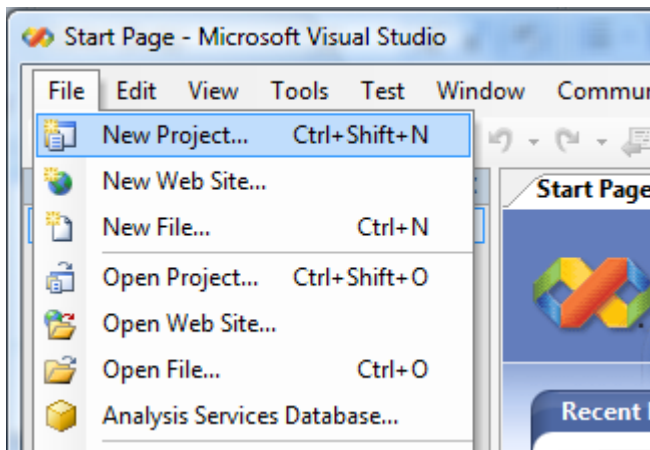 Start Page - Microsoft Visual Studio
File Edit View Tools Test Window
New Project... Ctrl+Shift+N
New Web Site...
Start Page
New File... Ctrl+N
Open Project... Ctrl+Shift+O
Open Web Site...
Open File... Ctrl+O
Analysis Services Database...
Recent